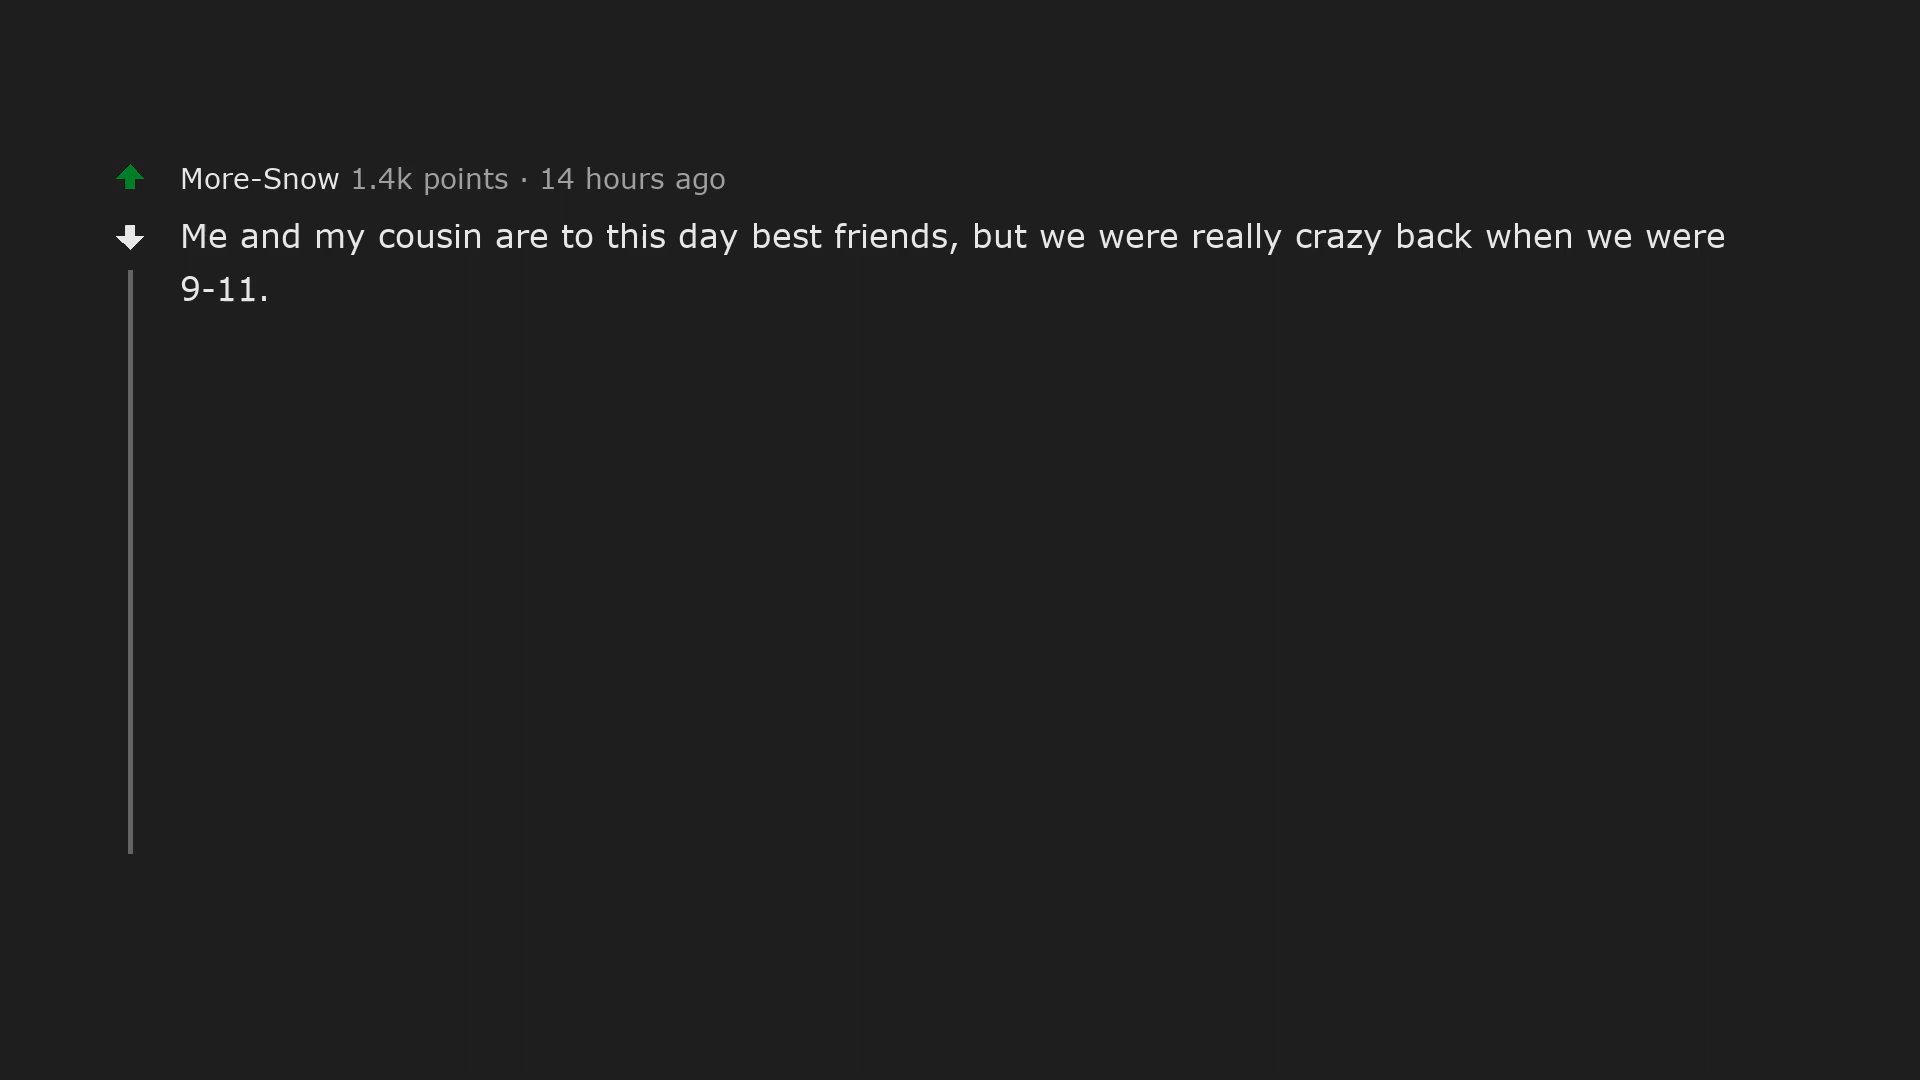 More-Snow 1.4k points · 14 hours ago
Me and my cousin are to this day best friends, but we were really crazy back when we were
9-11.